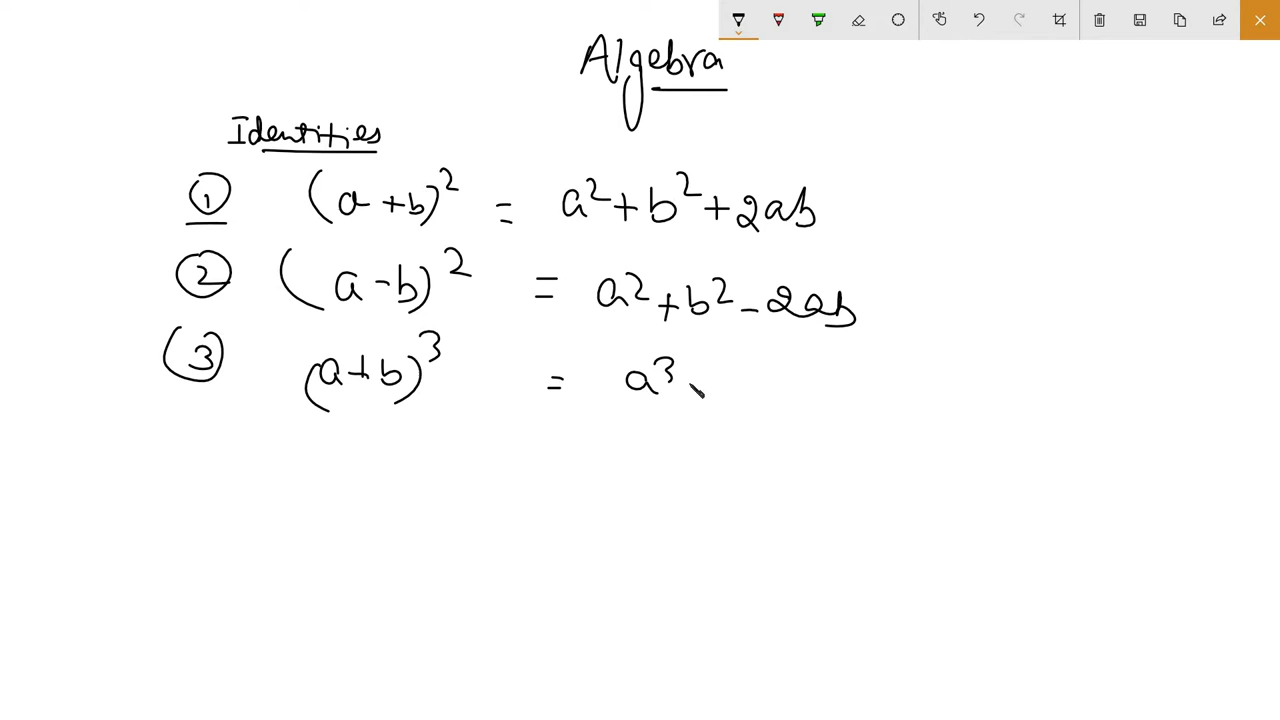 Algebra
Identities
① (a+b)² = a²+b²+2ab
② (a-b)² = a²+b²-2ab
(3) (a+b)³ = a³